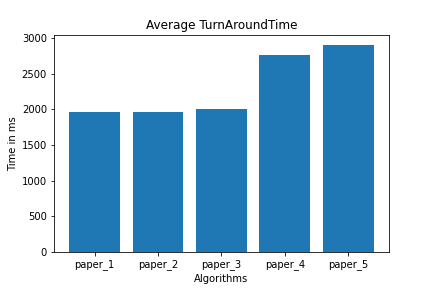 Average TurnAroundTime
3000
2500
2000
1500
1000
500
0
Time in ms
paper_1 paper_2 paper_3 paper_4 paper_5
Algorithms